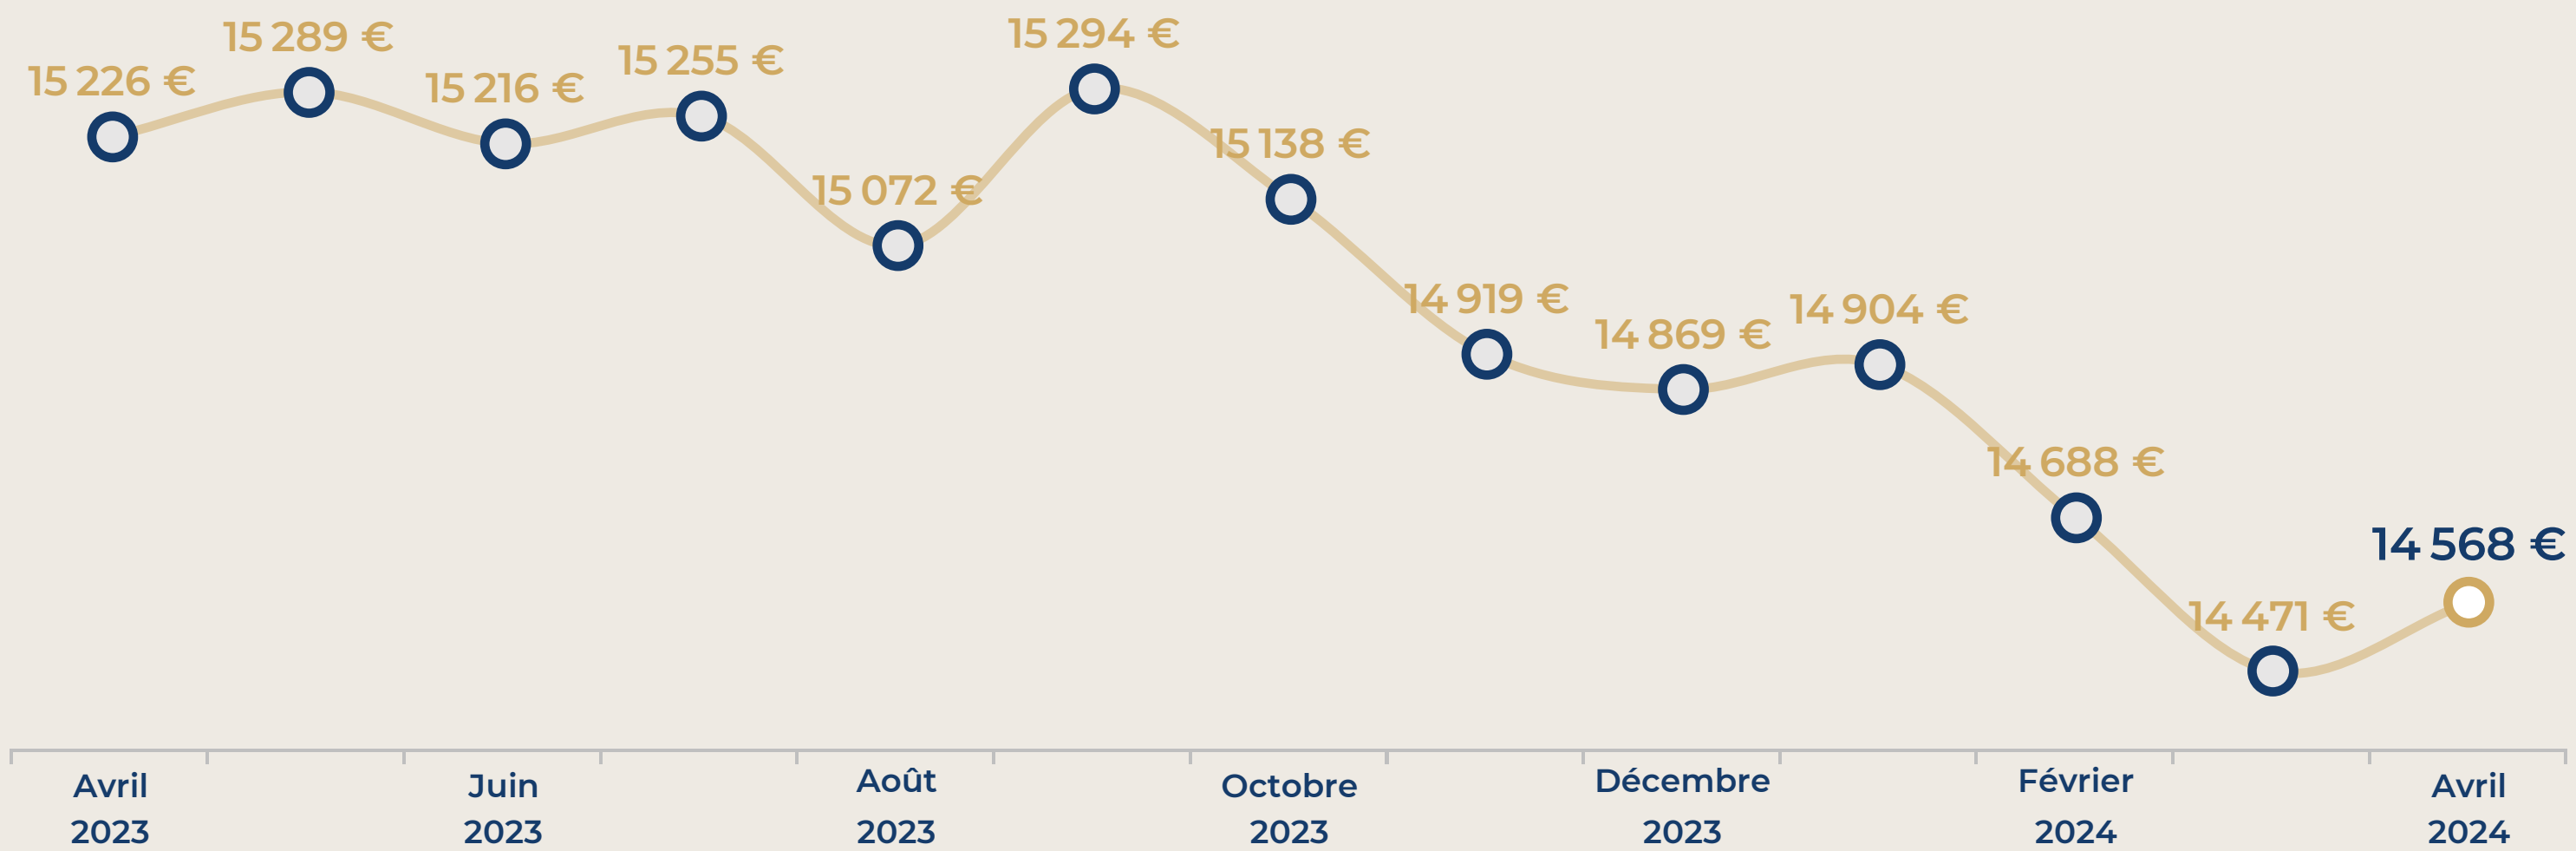 15 226 €
15 289 €
15 216 €
15 255 €
15 072 €
15 294 €
15 138 €
14 919 €
14 869 €
14 904 €
14 688 €
14 471 €
14 568 €
Avril
2023
Juin
2023
Août
2023
Octobre
2023
Décembre
2023
Février
2024
Avril
2024